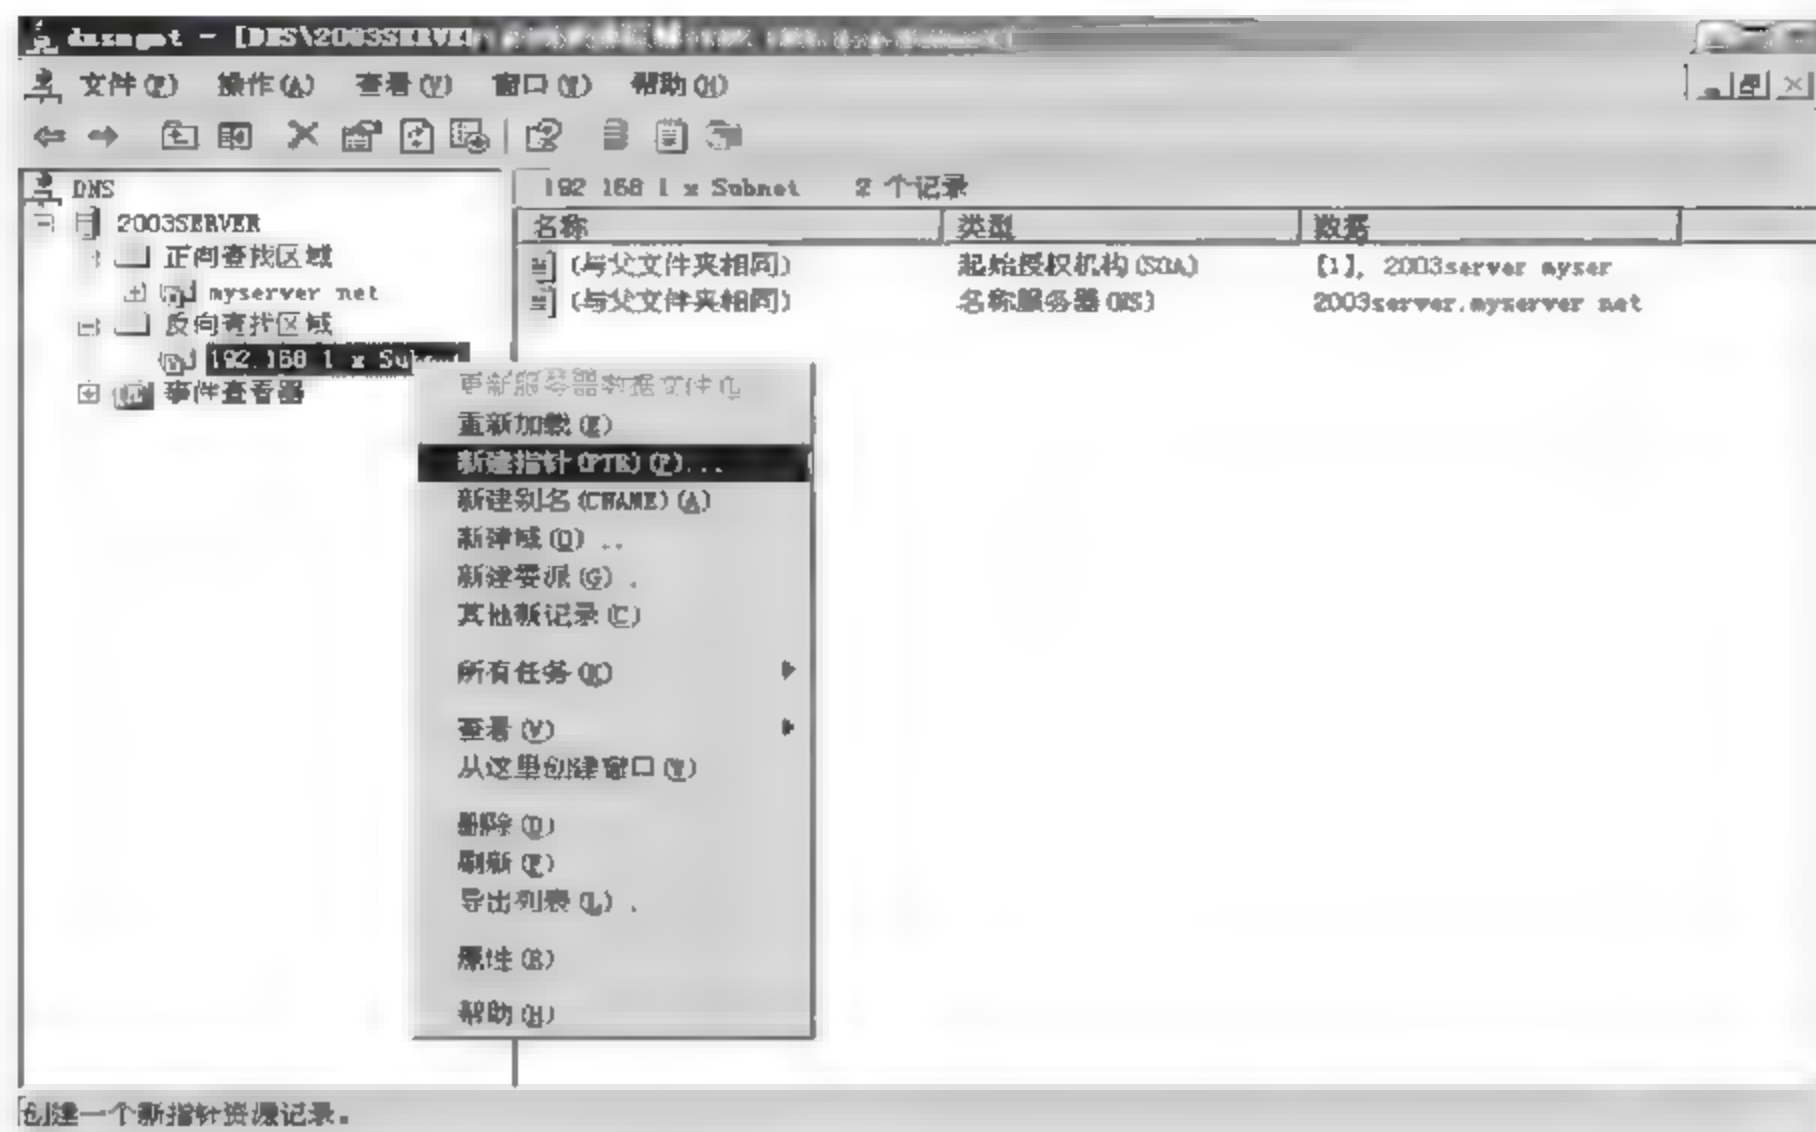 dnsmgmt - [DNS\2003SERVER
文件(F) 操作(A) 查看(V) 窗口(W) 帮助(H)
DNS
2003SERVER
正向查找区域
myserver net
反向查找区域
192.168 1 x Subnet
事件查看器
192 168 1 x Subnet 2 个记录
名称 类型 数据
(与父文件夹相同) 起始授权机构(SOA) [1], 2003server myser
(与父文件夹相同) 名称服务器(NS) 2003server.myserver net
更新服务器数据文件
重新加载(E)
新建指针(PTR)(P)...
新建别名(CNAME)(A)
新建域(O) ..
新建委派(G) .
其他新记录(C)
所有任务(K)
查看(V)
从这里创建窗口(W)
删除(D)
刷新(F)
导出列表(L) .
属性(R)
帮助(H)
创建一个新指针资源记录。